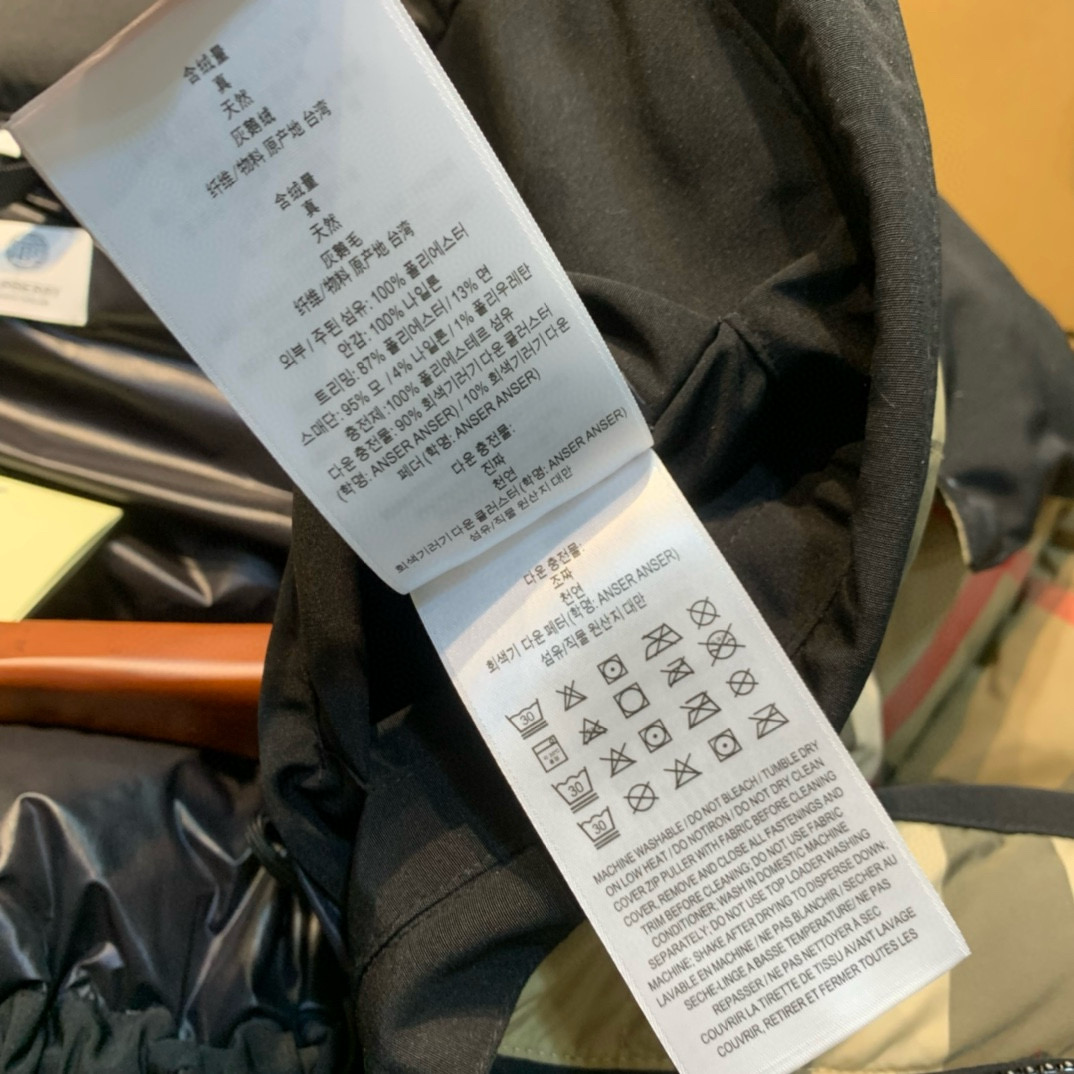 含绒量
真
天然
灰鹅绒
纤维/物料 原产地 台湾
含绒量
真
天然
灰鹅毛
纤维/物料 原产地 台湾
외부 / 주된 섬유: 100% 폴리에스터
안감: 100% 나일론
트리밍: 87% 폴리에스터 / 13% 면
스매단: 95% 모 / 4% 나일론 / 1% 폴리우레탄
충전제 :100% 폴리에스테르 섬유
다운 충전물: 90% 회색기러기 다운 클러스터
(학명: ANSER ANSER) / 10% 회색기러기 다운
페더(학명: ANSER ANSER)
다운 충전물:
진짜
천연
회색기러기 다운 클러스터(학명: ANSER ANSER)
섬유/직물 원산지 대만
다운 충전물:
조짜
천연
회색기 다운 페터(학명: ANSER ANSER)
섬유/직물 원산지 대만
30
30
30
MACHINE WASHABLE / DO NOT BLEACH / TUMBLE DRY
ON LOW HEAT / DO NOTIRON / DO NOT DRY CLEAN
COVER ZIP PULLER WITH FABRIC BEFORE CLEANING
COVER, REMOVE AND CLOSE ALL FASTENINGS AND
TRIM BEFORE CLEANING; DO NOT USE FABRIC
CONDITIONER: WASH IN DOMESTIC MACHINE
SEPARATELY: DO NOT USE TOP LOADER WASHING
MACHINE: SHAKE AFTER DRYING TO DISPERSE DOWN:
LAVABLE EN MACHINE / NE PAS BLANCHIR / SECHER AU
SECHE-LINGE A BASSE TEMPERATURE/ NE PAS
REPASSER / NE PAS NETTOYER À SEC
COUVRIR LA TIRETTE DE TISSU AVANT LAVAGE
COUVRIR, RETIRER ET FERMER TOUTES LES